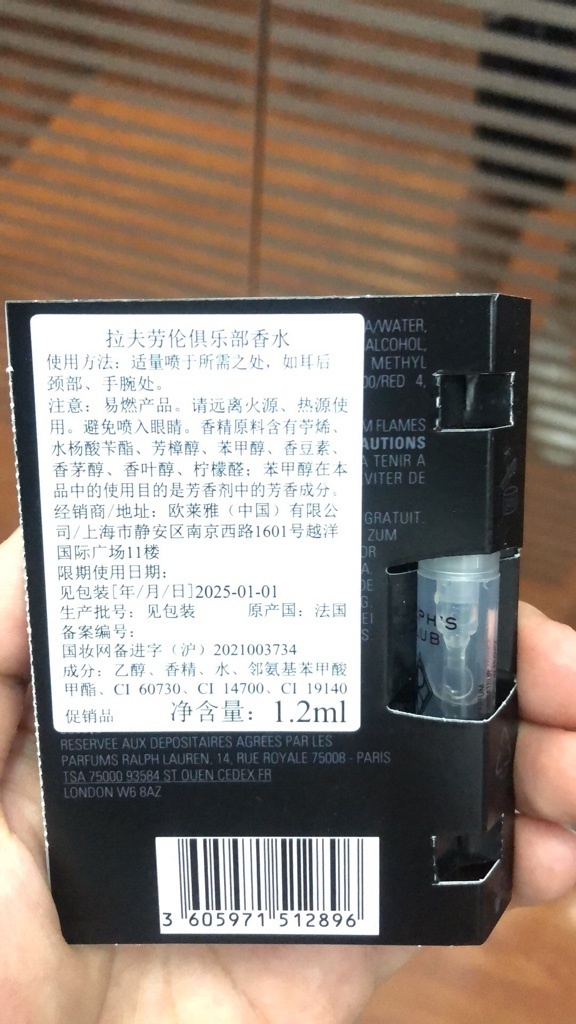 拉夫劳伦俱乐部香水
使用方法：适量喷于所需之处，如耳后
颈部、手腕处。
注意：易燃产品。请远离火源、热源使
用。避免喷入眼睛。香精原料含有苧烯、
水杨酸苄酯、芳樟醇、苯甲醇、香豆素、
香茅醇、香叶醇、柠檬醛；苯甲醇在本
品中的使用目的是芳香剂中的芳香成分。
经销商/地址：欧莱雅（中国）有限公
司/上海市静安区南京西路1601号越洋
国际广场11楼
限期使用日期：
见包装[年/月/日]2025-01-01
生产批号：见包装 原产国：法国
备案编号：
国妆网备进字（沪）2021003734
成分：乙醇、香精、水、邻氨基苯甲酸
甲酯、CI 60730、CI 14700、CI 19140
促销品 净含量：1.2ml
A/WATER,
ALCOHOL,
METHYL
00/RED 4,
M FLAMES
AUTIONS
A TENIR A
VITER DE
GRATUIT.
ZUM
OR
A.
DE
G.
EI
S
PH'S
UB
RESERVEE AUX DEPOSITAIRES AGREES PAR LES
PARFUMS RALPH LAUREN, 14, RUE ROYALE 75008 - PARIS
TSA 75000 93584 ST OUEN CEDEX FR
LONDON W6 8AZ
3 605971 512896